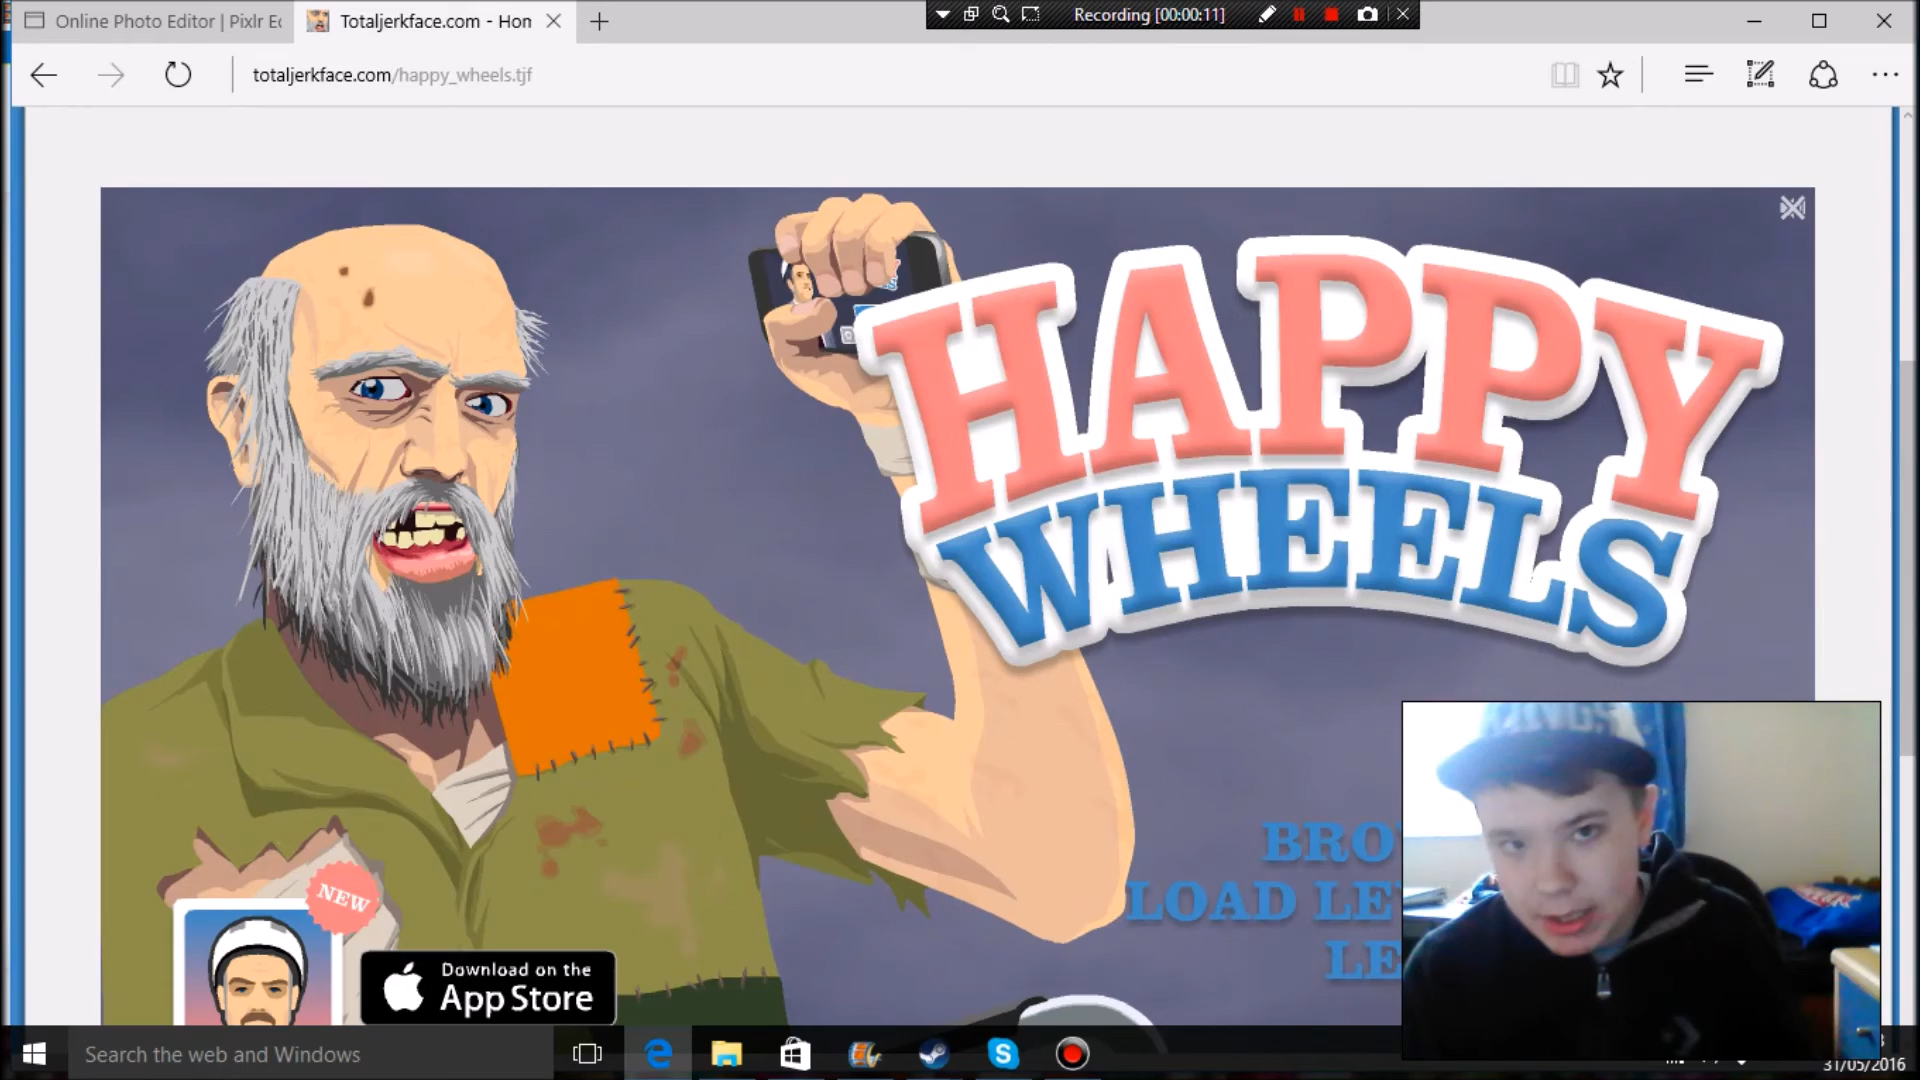 Online Photo Editor | Pixlr Ec
Totaljerkface.com - Hon
Recording [00:00:11]
totaljerkface.com/happy_wheels.tjf
HAPPY
WHEELS
BRO
LOAD LE
LE
NEW
Download on the
App Store
Search the web and Windows
31/05/2016